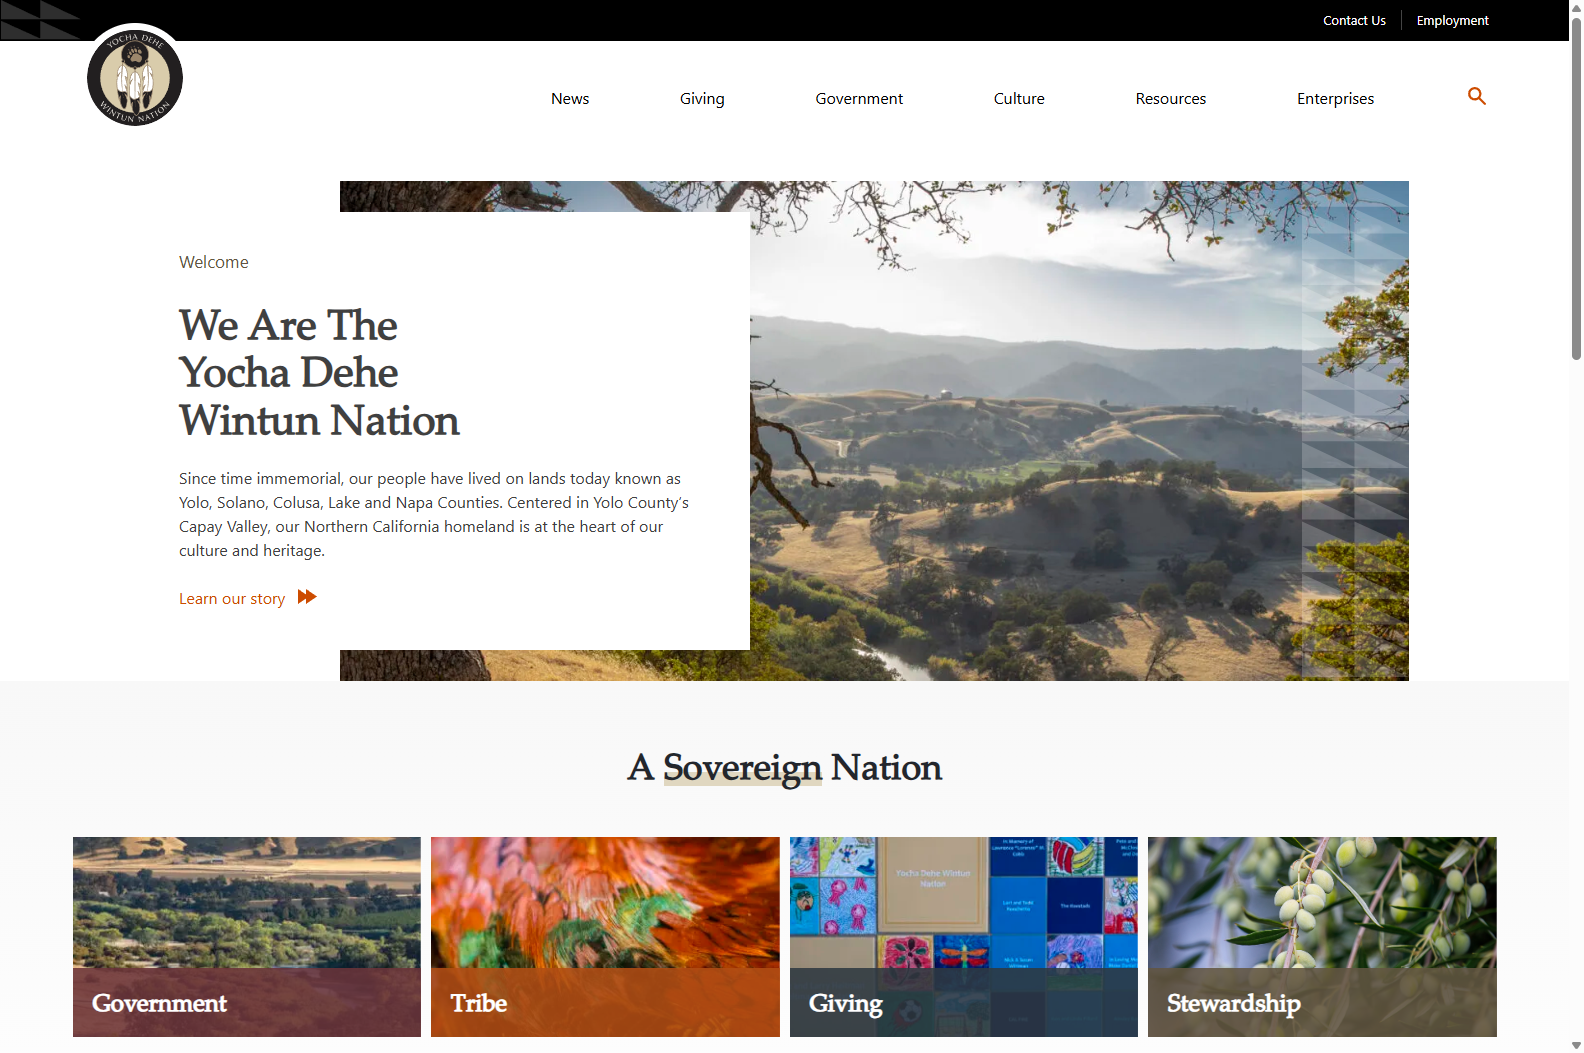 Contact Us
Employment
YOCHA DEHE
WINTUN NATION
News
Giving
Government
Culture
Resources
Enterprises
Welcome
We Are The
Yocha Dehe
Wintun Nation
Since time immemorial, our people have lived on lands today known as
Yolo, Solano, Colusa, Lake and Napa Counties. Centered in Yolo County’s
Capay Valley, our Northern California homeland is at the heart of our
culture and heritage.
Learn our story
A Sovereign Nation
Government
Tribe
Yocha Dehe Wintun
Nation
In Memory of
Giving
Stewardship